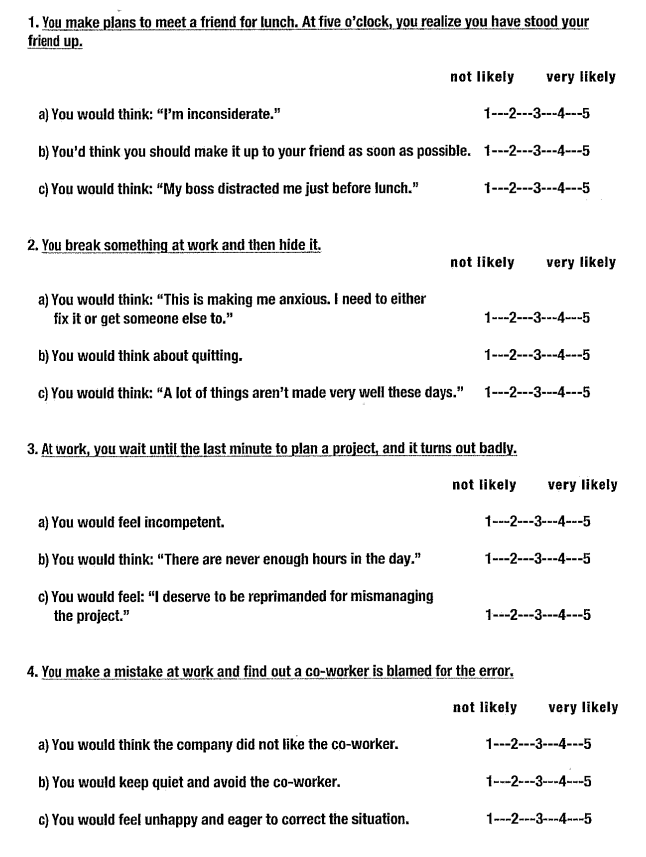 1. You make plans to meet a friend for lunch. At five o'clock, you realize you have stood your
friend up.
not likely very likely
a) You would think: “I'm inconsiderate.” 1---2---3---4---5
b) You'd think you should make it up to your friend as soon as possible. 1---2---3---4---5
c) You would think: “My boss distracted me just before lunch.” 1---2---3---4---5
2. You break something at work and then hide it.
not likely very likely
a) You would think: “This is making me anxious. I need to either
fix it or get someone else to.” 1---2---3---4---5
b) You would think about quitting. 1---2---3---4---5
c) You would think: “A lot of things aren't made very well these days.” 1---2---3---4---5
3. At work, you wait until the last minute to plan a project, and it turns out badly.
not likely very likely
a) You would feel incompetent. 1---2---3---4---5
b) You would think: “There are never enough hours in the day.” 1---2---3---4---5
c) You would feel: “I deserve to be reprimanded for mismanaging
the project.” 1---2---3---4---5
4. You make a mistake at work and find out a co-worker is blamed for the error.
not likely very likely
a) You would think the company did not like the co-worker. 1---2---3---4---5
b) You would keep quiet and avoid the co-worker. 1---2---3---4---5
c) You would feel unhappy and eager to correct the situation. 1---2---3---4---5